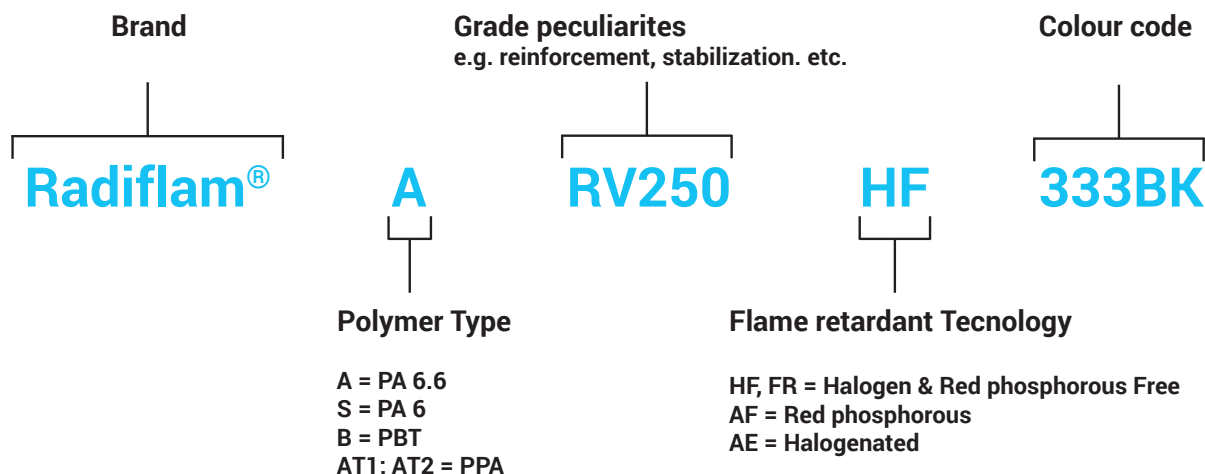 Brand
Grade peculiarites
e.g. reinforcement, stabilization. etc.
Colour code
Radiflam® A RV250 HF 333BK
Polymer Type
A = PA 6.6
S = PA 6
B = PBT
AT1; AT2 = PPA
Flame retardant Tecnology
HF, FR = Halogen & Red phosphorous Free
AF = Red phosphorous
AE = Halogenated